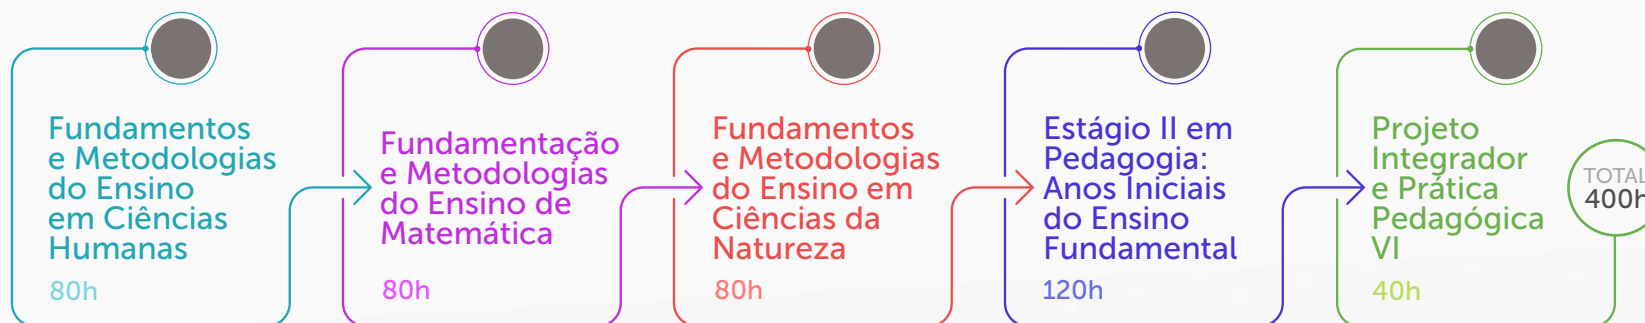 Fundamentos
e Metodologias
do Ensino
em Ciências
Humanas
80h
Fundamentação
e Metodologias
do Ensino de
Matemática
80h
Fundamentos
e Metodologias
do Ensino em
Ciências da
Natureza
80h
Estágio II em
Pedagogia:
Anos Iniciais
do Ensino
Fundamental
120h
Projeto
Integrador
e Prática
Pedagógica
VI
40h
TOTAL
400h